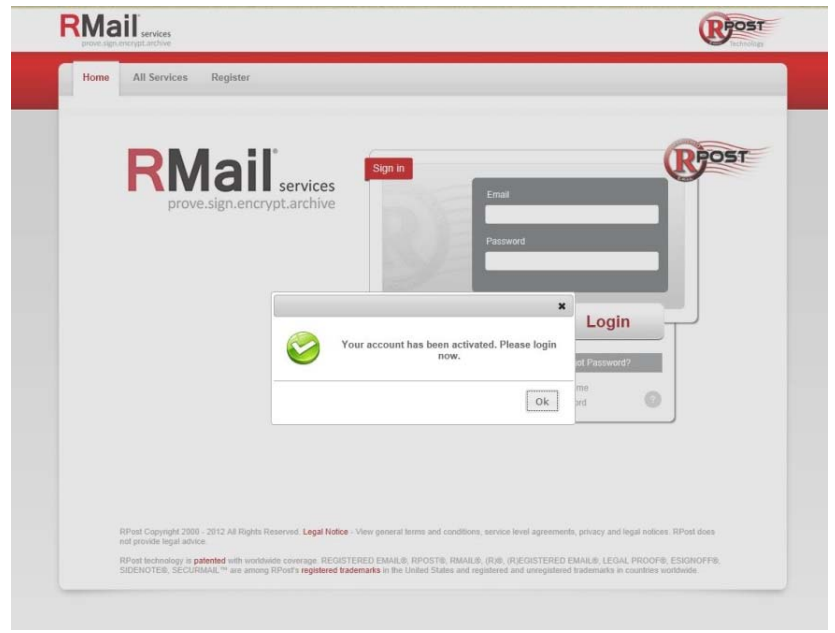 RMail® services
prove.sign.encrypt.archive
RPOST
Technology
Home All Services Register
RMail® services
prove.sign.encrypt.archive
Sign in
RPOST
Email
Password
Your account has been activated. Please login
now.
Ok
Login
ot Password?
me
ord
?
RPost Copyright 2000 - 2012 All Rights Reserved. Legal Notice - View general terms and conditions, service level agreements, privacy and legal notices. RPost does
not provide legal advice.
RPost technology is patented with worldwide coverage. REGISTERED EMAIL®, RPOST®, RMAIL®, (R)®, (R)EGISTERED EMAIL®, LEGAL PROOF®, ESIGNOFF®,
SIDENOTE®, SECURMAIL™ are among RPost's registered trademarks in the United States and registered and unregistered trademarks in countries worldwide.